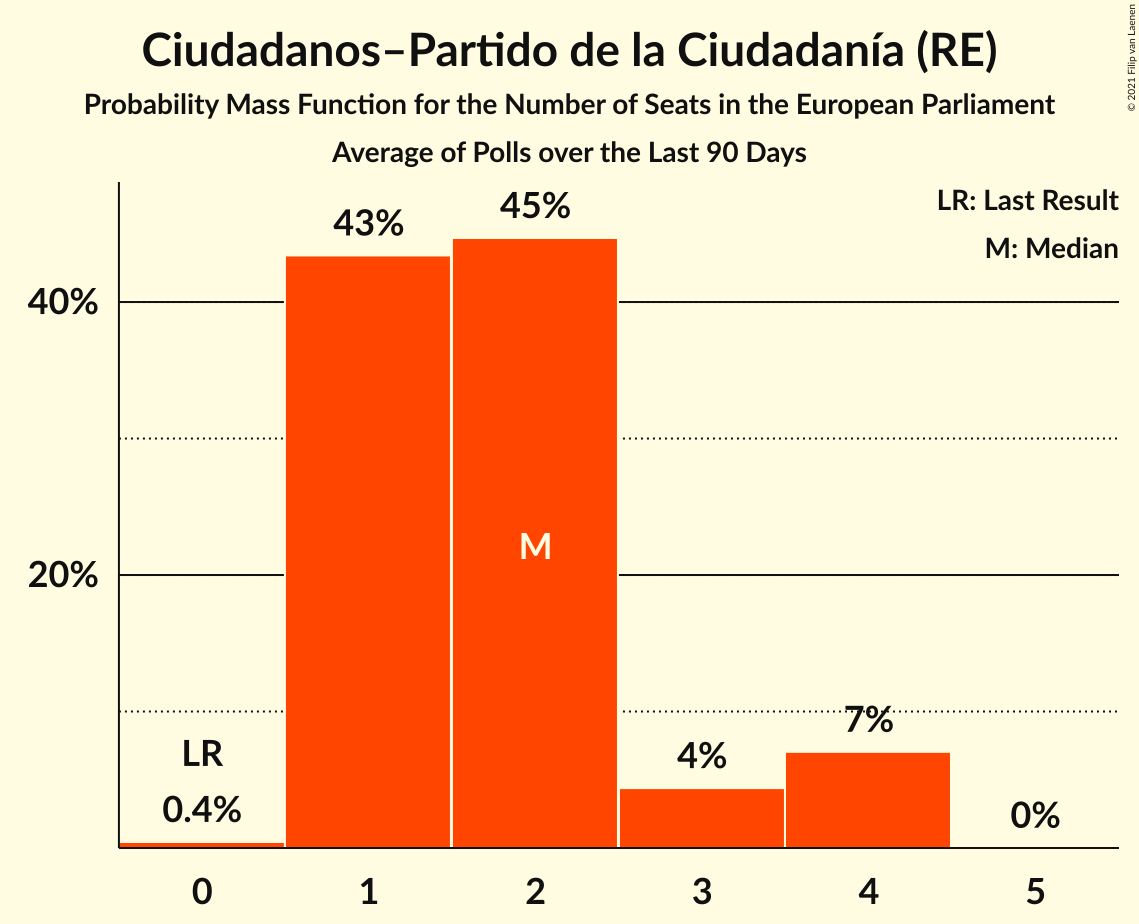 Ciudadanos–Partido de la Ciudadanía (RE)
Probability Mass Function for the Number of Seats in the European Parliament
Average of Polls over the Last 90 Days
© 2021 Filip van Laenen
LR: Last Result
M: Median
40%
20%
LR
0.4%
43%
45%
M
4%
7%
0%
0 1 2 3 4 5